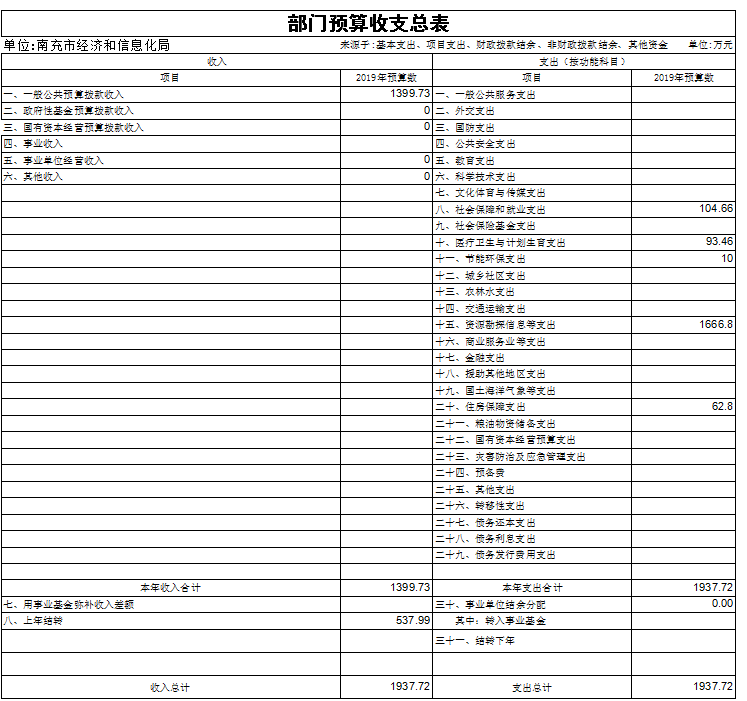 部门预算收支总表
单位:南充市经济和信息化局 来源于:基本支出、项目支出、财政拨款结余、非财政拨款结余、其他资金 单位:万元
收入 支出（按功能科目）
项目 2019年预算数 项目 2019年预算数
一、一般公共预算拨款收入 1399.73 一、一般公共服务支出
二、政府性基金预算拨款收入 0 二、外交支出
三、国有资本经营预算拨款收入 0 三、国防支出
四、事业收入 四、公共安全支出
五、事业单位经营收入 0 五、教育支出
六、其他收入 0 六、科学技术支出
七、文化体育与传媒支出
八、社会保障和就业支出 104.66
九、社会保险基金支出
十、医疗卫生与计划生育支出 93.46
十一、节能环保支出 10
十二、城乡社区支出
十三、农林水支出
十四、交通运输支出
十五、资源勘探信息等支出 1666.8
十六、商业服务业等支出
十七、金融支出
十八、援助其他地区支出
十九、国土海洋气象等支出
二十、住房保障支出 62.8
二十一、粮油物资储备支出
二十二、国有资本经营预算支出
二十三、灾害防治及应急管理支出
二十四、预备费
二十五、其他支出
二十六、转移性支出
二十七、债务还本支出
二十八、债务利息支出
二十九、债务发行费用支出
本年收入合计 1399.73 本年支出合计 1937.72
七、用事业基金弥补收入差额 三十、事业单位结余分配 0.00
八、上年结转 537.99 其中：转入事业基金
三十一、结转下年
收入总计 1937.72 支出总计 1937.72